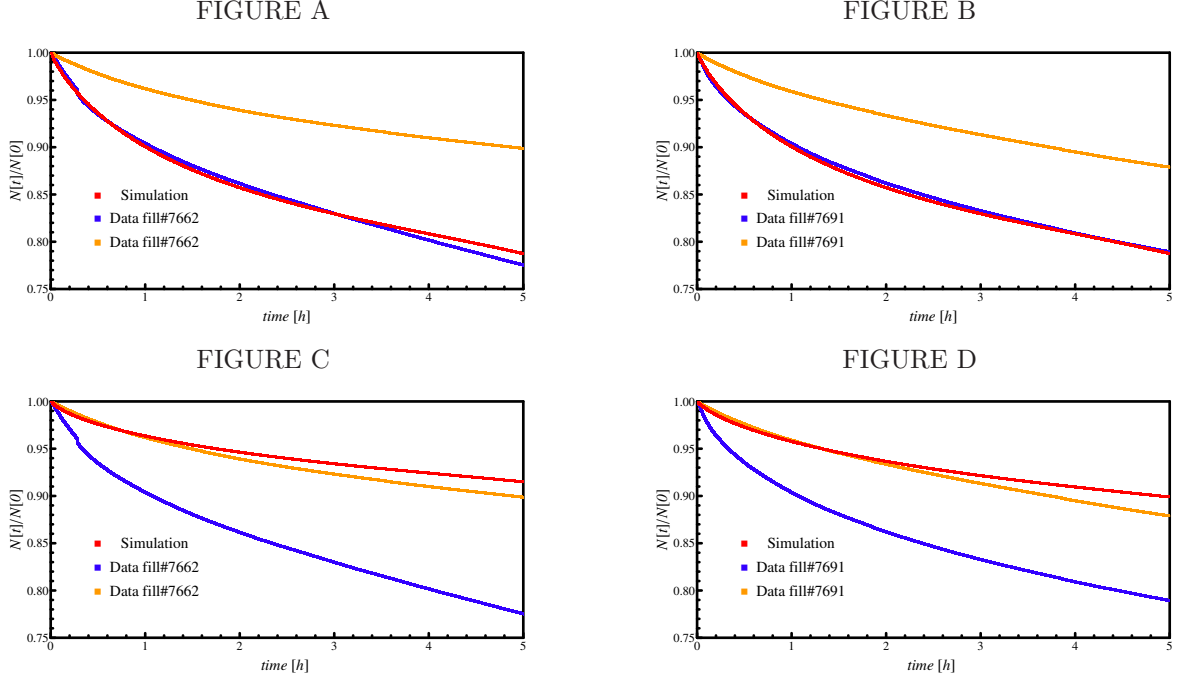 FIGURE A
1.00
0.95
0.90
0.85
0.80
0.75
N[t]/N[0]
Simulation
Data fill#7662
Data fill#7662
0 1 2 3 4 5
time [h]
FIGURE B
1.00
0.95
0.90
0.85
0.80
0.75
N[t]/N[0]
Simulation
Data fill#7691
Data fill#7691
0 1 2 3 4 5
time [h]
FIGURE C
1.00
0.95
0.90
0.85
0.80
0.75
N[t]/N[0]
Simulation
Data fill#7662
Data fill#7662
0 1 2 3 4 5
time [h]
FIGURE D
1.00
0.95
0.90
0.85
0.80
0.75
N[t]/N[0]
Simulation
Data fill#7691
Data fill#7691
0 1 2 3 4 5
time [h]